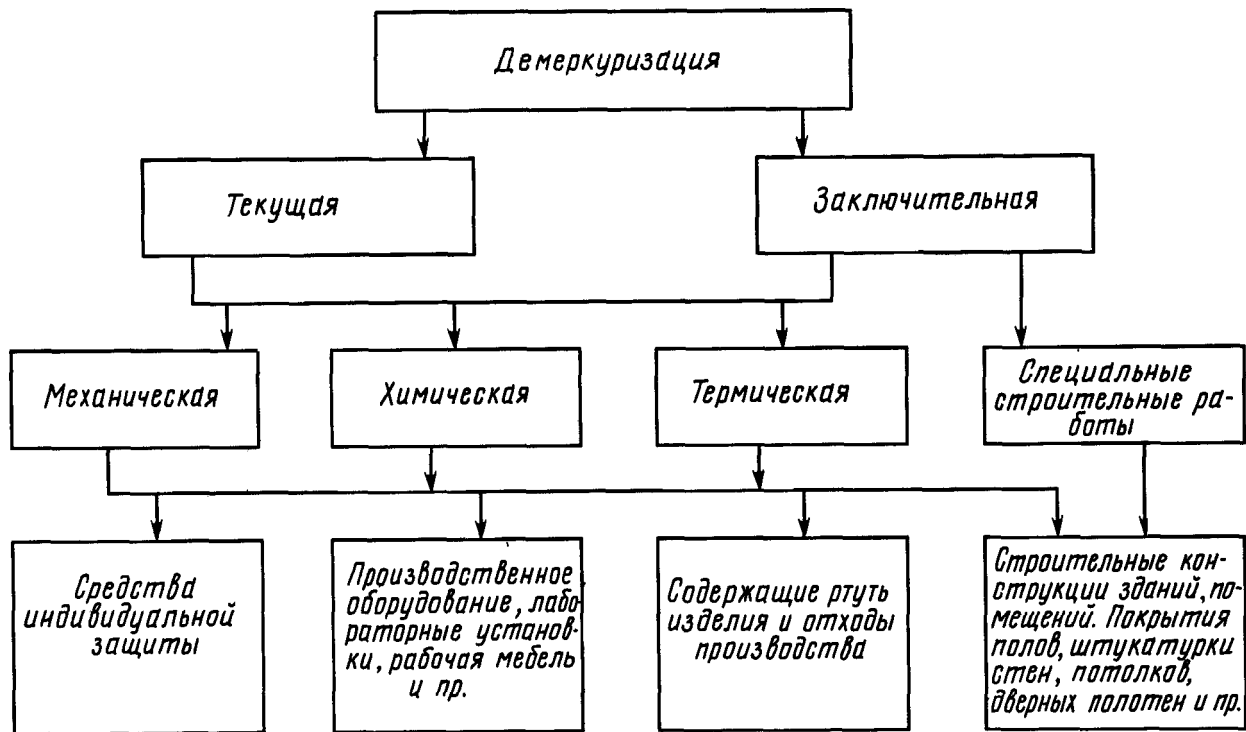 Демеркуризация
Текущая
Заключительная
Механическая
Химическая
Термическая
Специальные
строительные ра-
боты
Средства
индивидуальной
защиты
Производственное
оборудование, лабо-
раторные установ-
ки, рабочая мебель
и пр.
Содержащие ртуть
изделия и отходы
производства
Строительные кон-
струкции зданий, по-
мещений. Покрытия
полов, штукатурки
стен, потолков,
дверных полотен и пр.